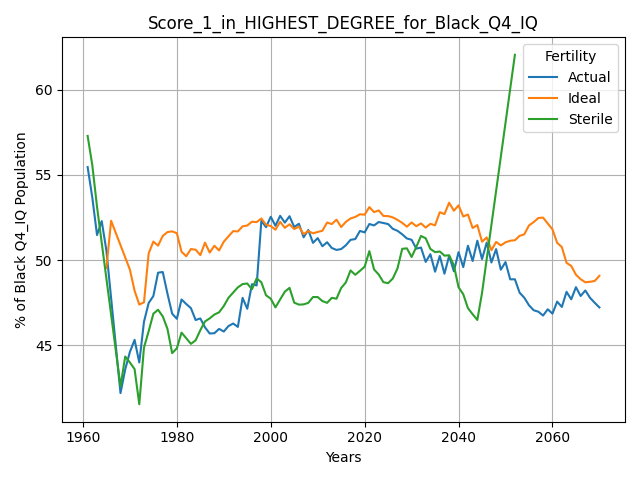 Score_1_in_HIGHEST_DEGREE_for_Black_Q4_IQ
Fertility
Actual
Ideal
Sterile
% of Black Q4_IQ Population
60
55
50
45
1960
1980
2000
2020
2040
2060
Years